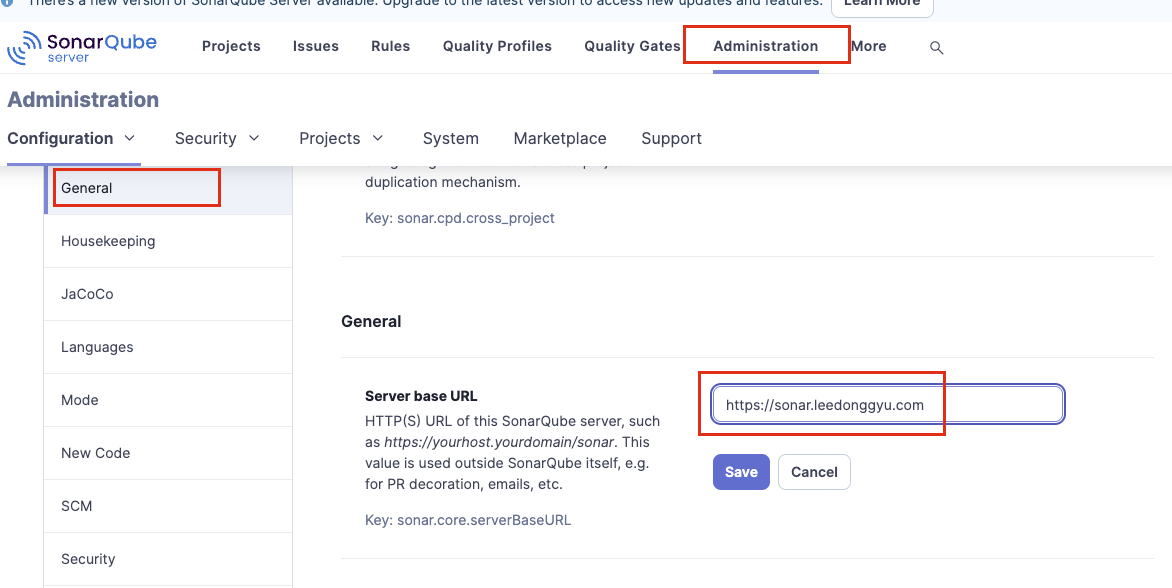 There's a new version of SonarQube Server available. Upgrade to the latest version to access new updates and features.
Learn More
SonarQube server
Projects
Issues
Rules
Quality Profiles
Quality Gates
Administration
More
Administration
Configuration
Security
Projects
System
Marketplace
Support
General
Housekeeping
JaCoCo
Languages
Mode
New Code
SCM
Security
duplication mechanism.
Key: sonar.cpd.cross_project
General
Server base URL
HTTP(S) URL of this SonarQube server, such
as https://yourhost.yourdomain/sonar. This
value is used outside SonarQube itself, e.g.
for PR decoration, emails, etc.
Key: sonar.core.serverBaseURL
https://sonar.leedonggyu.com
Save
Cancel